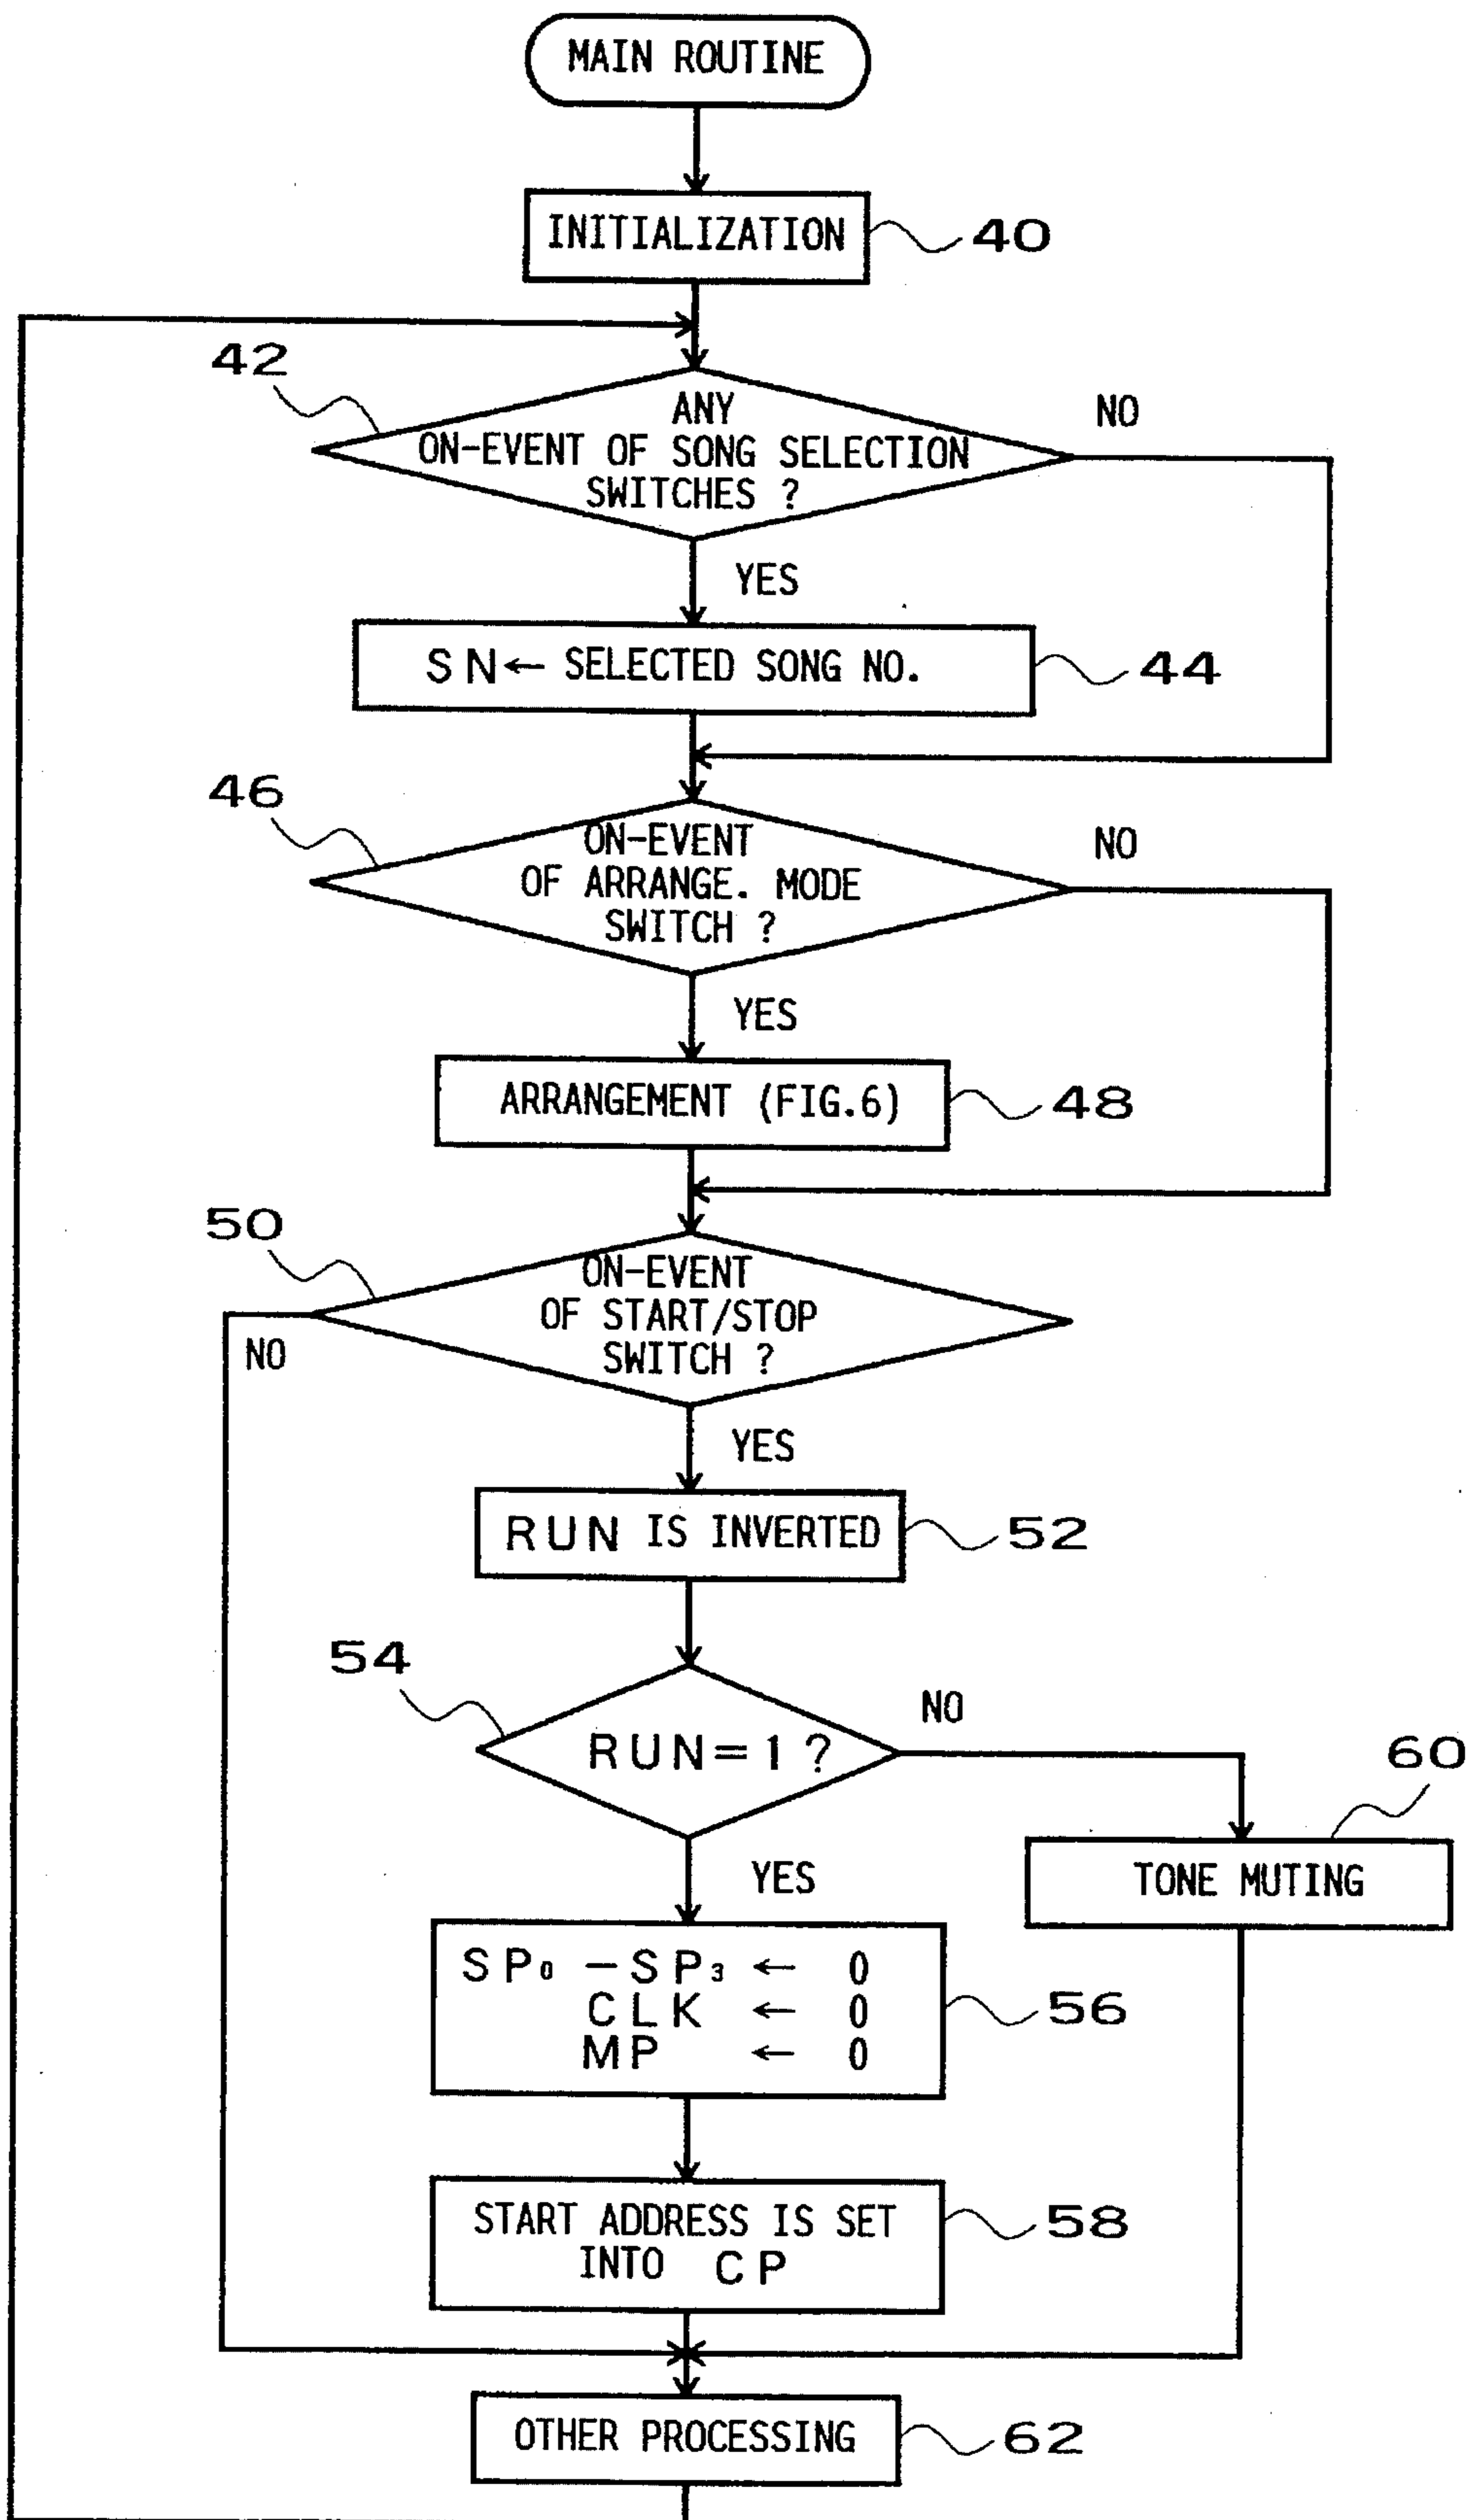 MAIN ROUTINE
INITIALIZATION
40
42
ANY
ON-EVENT OF SONG SELECTION
SWITCHES ?
NO
YES
SN← SELECTED SONG NO.
44
46
ON-EVENT
OF ARRANGE. MODE
SWITCH ?
NO
YES
ARRANGEMENT (FIG.6)
48
50
ON-EVENT
OF START/STOP
SWITCH ?
NO
YES
RUN IS INVERTED
52
54
RUN=1 ?
NO
YES
60
TONE MUTING
SP₀ −SP₃ ← 0
CLK ← 0
MP ← 0
56
START ADDRESS IS SET
INTO CP
58
OTHER PROCESSING
62